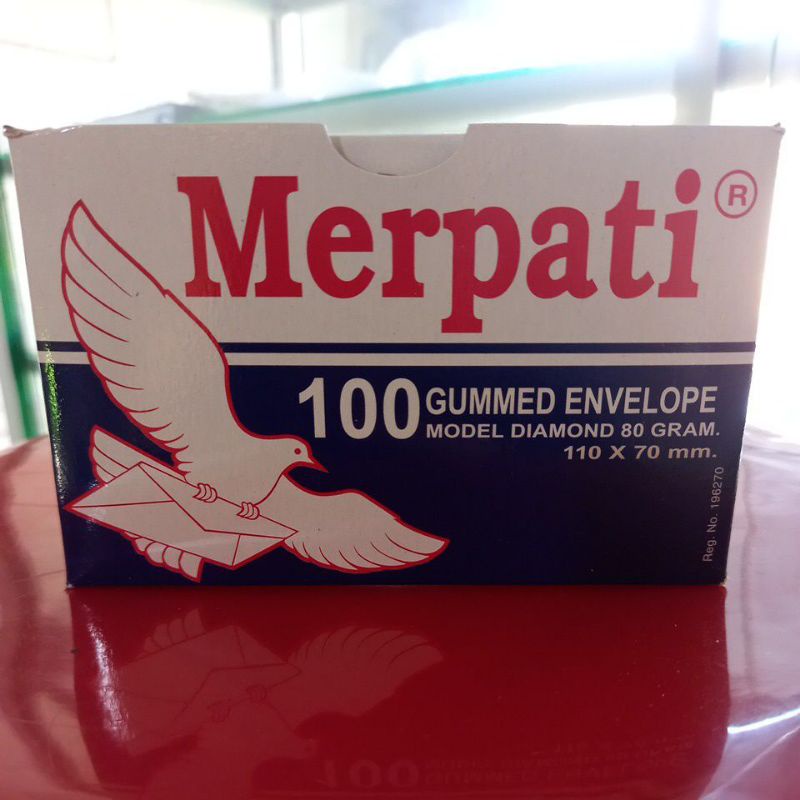 Merpati®
100 GUMMED ENVELOPE
MODEL DIAMOND 80 GRAM.
110 X 70 mm.
Reg. No. 196270